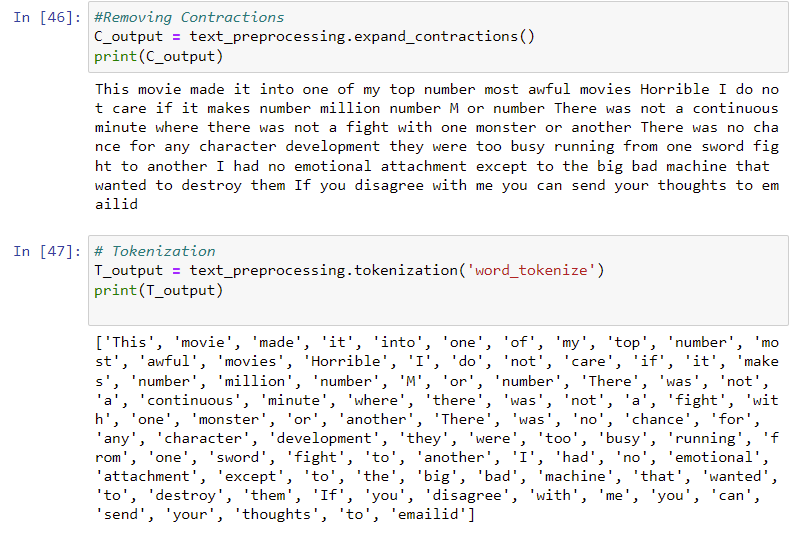 In [46]: #Removing Contractions
C_output = text_preprocessing.expand_contractions()
print(C_output)
This movie made it into one of my top number most awful movies Horrible I do no
t care if it makes number million number M or number There was not a continuous
minute where there was not a fight with one monster or another There was no cha
nce for any character development they were too busy running from one sword fig
ht to another I had no emotional attachment except to the big bad machine that
wanted to destroy them If you disagree with me you can send your thoughts to em
ailid
In [47]: # Tokenization
T_output = text_preprocessing.tokenization('word_tokenize')
print(T_output)
['This', 'movie', 'made', 'it', 'into', 'one', 'of', 'my', 'top', 'number', 'mo
st', 'awful', 'movies', 'Horrible', 'I', 'do', 'not', 'care', 'if', 'it', 'make
s', 'number', 'million', 'number', 'M', 'or', 'number', 'There', 'was', 'not',
'a', 'continuous', 'minute', 'where', 'there', 'was', 'not', 'a', 'fight', 'wit
h', 'one', 'monster', 'or', 'another', 'There', 'was', 'no', 'chance', 'for',
'any', 'character', 'development', 'they', 'were', 'too', 'busy', 'running', 'f
rom', 'one', 'sword', 'fight', 'to', 'another', 'I', 'had', 'no', 'emotional',
'attachment', 'except', 'to', 'the', 'big', 'bad', 'machine', 'that', 'wanted',
'to', 'destroy', 'them', 'If', 'you', 'disagree', 'with', 'me', 'you', 'can',
'send', 'your', 'thoughts', 'to', 'emailid']